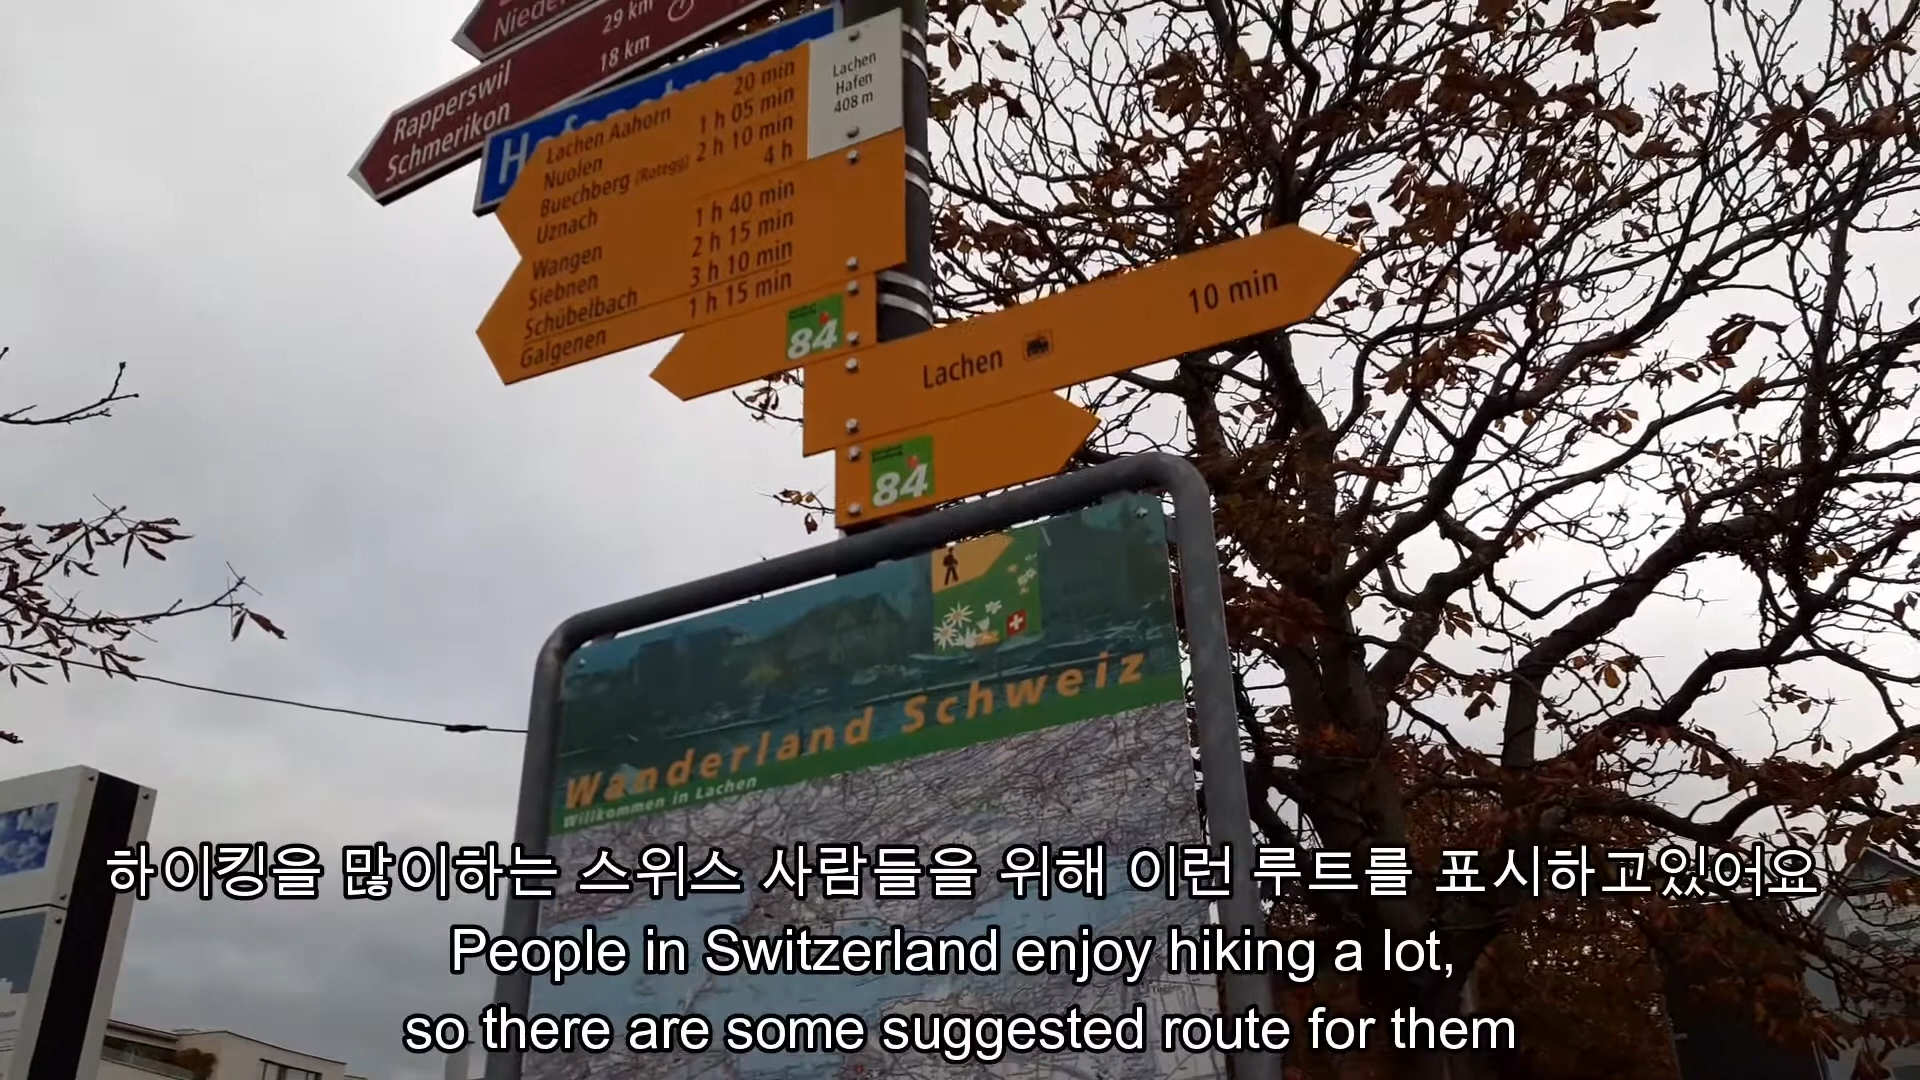 29 km
Rapperswil
Schmerikon 18 km
Lachen
Hafen
408 m
Lachen Aahorn 20 min
Nuolen 1 h 05 min
Buechberg (Rotegg) 2 h 10 min
Uznach 4 h
Wangen 1 h 40 min
Siebnen 2 h 15 min
Schübelbach 3 h 10 min
Galgenen 1 h 15 min
84
Lachen 10 min
84
Wanderland Schweiz
Willkommen in Lachen
하이킹을 많이하는 스위스 사람들을 위해 이런 루트를 표시하고있어요
People in Switzerland enjoy hiking a lot,
so there are some suggested route for them